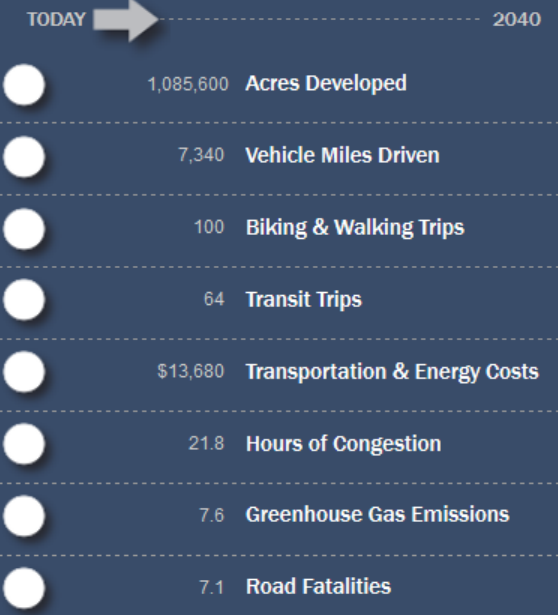 TODAY 2040
1,085,600 Acres Developed
7,340 Vehicle Miles Driven
100 Biking & Walking Trips
64 Transit Trips
$13,680 Transportation & Energy Costs
21.8 Hours of Congestion
7.6 Greenhouse Gas Emissions
7.1 Road Fatalities